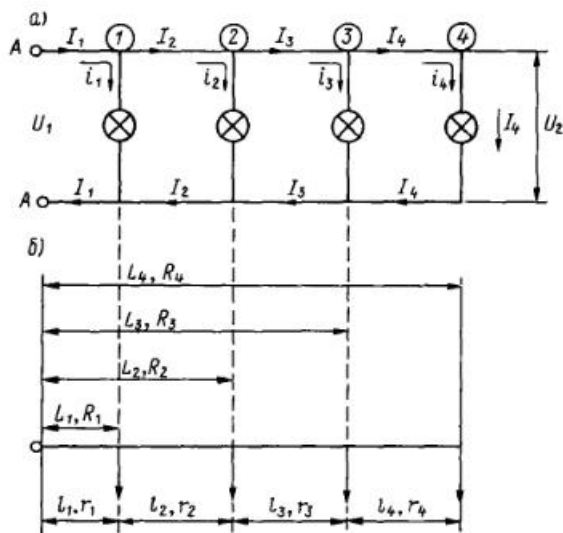 а)
A I₁ 1 I₂ 2 I₃ 3 I₄ 4
i₁ i₂ i₃ i₄
U₁ I₄ U₂
A I₁ I₂ I₃ I₄
б)
L₄, R₄
L₃, R₃
L₂, R₂
L₁, R₁
l₁, r₁ l₂, r₂ l₃, r₃ l₄, r₄